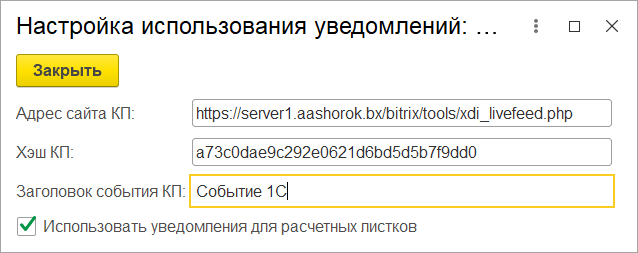 Настройка использования уведомлений: ...
Закрыть
Адрес сайта КП: https://server1.aashorok.bx/bitrix/tools/xdi_livefeed.php
Хэш КП: a73c0dae9c292e0621d6bd5d5b7f9dd0
Заголовок события КП: Событие 1С
Использовать уведомления для расчетных листков